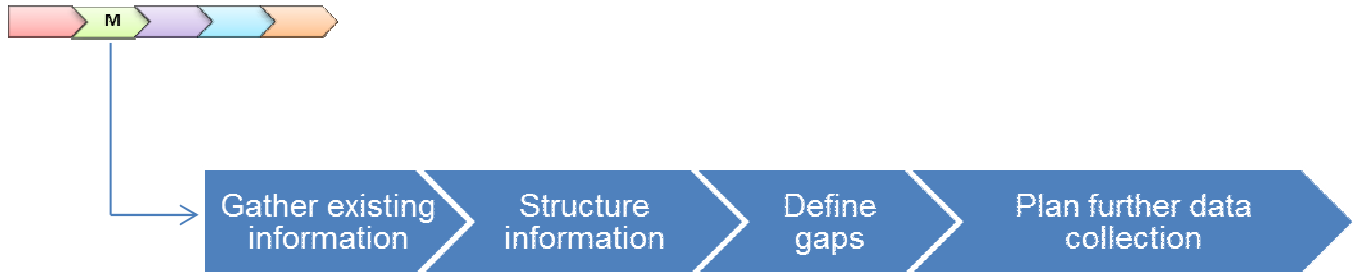 M
Gather existing
information
Structure
information
Define
gaps
Plan further data
collection